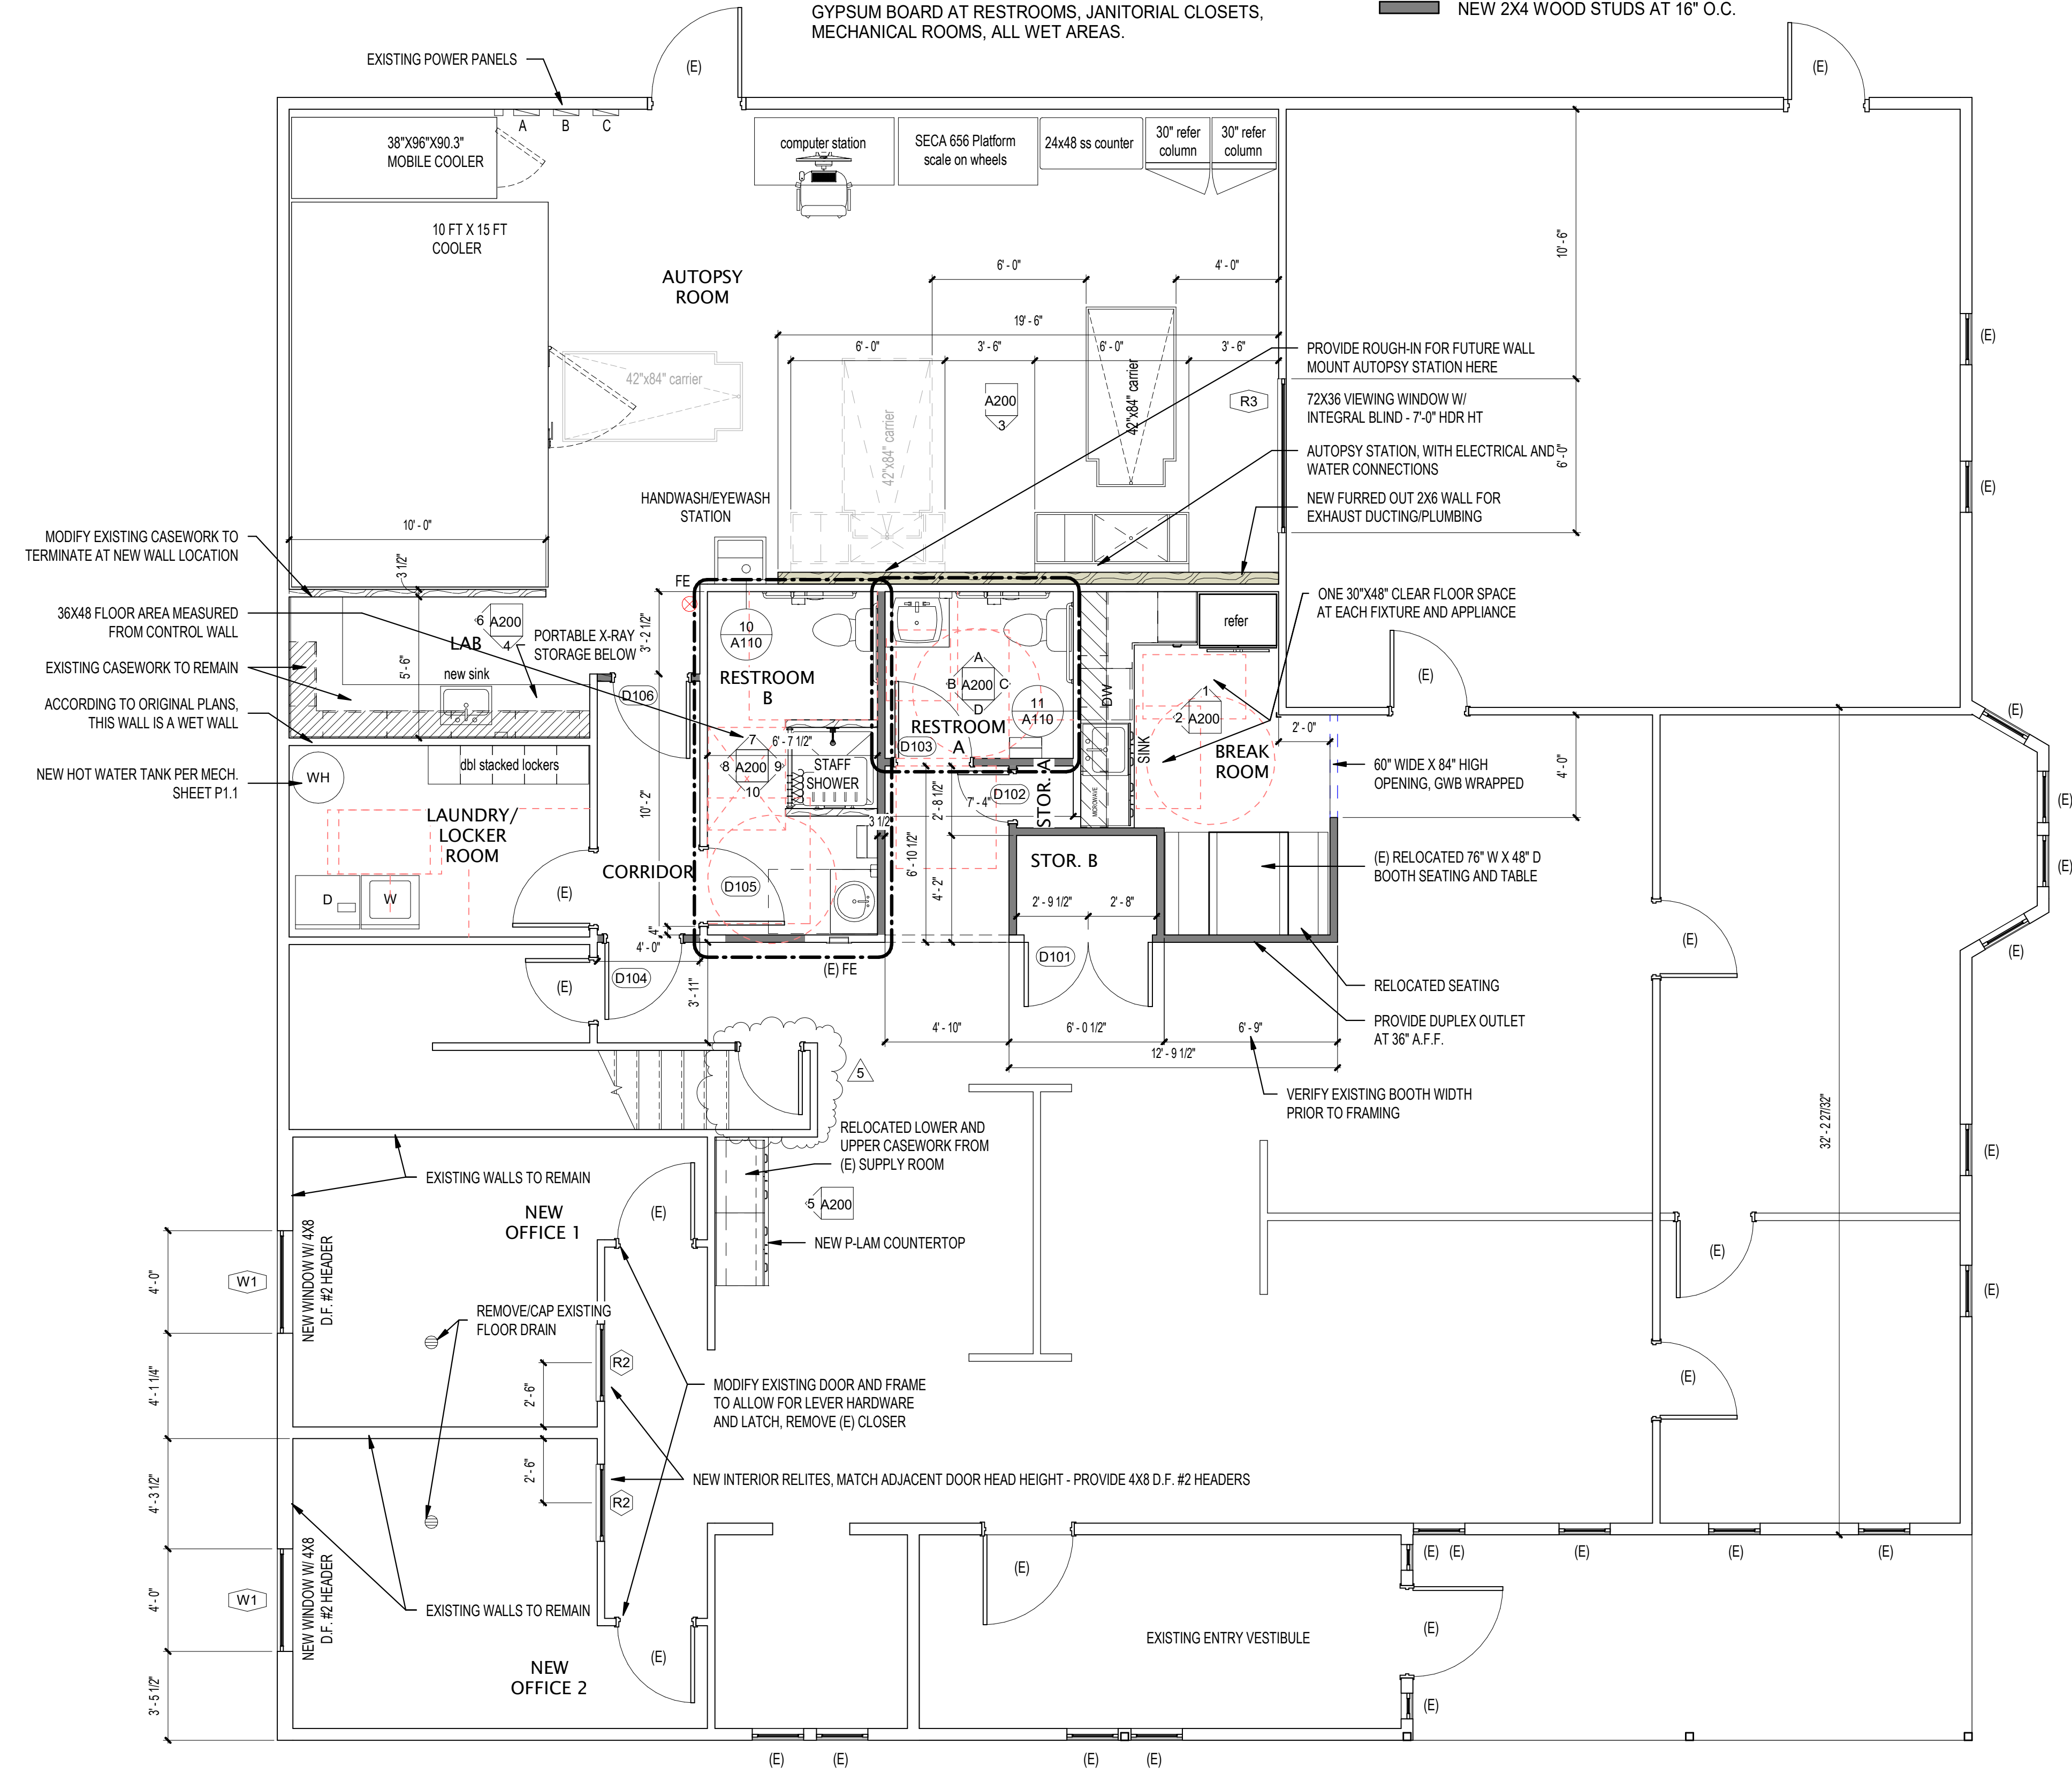 GYPSUM BOARD AT RESTROOMS, JANITORIAL CLOSETS,
MECHANICAL ROOMS, ALL WET AREAS.
NEW 2X4 WOOD STUDS AT 16" O.C.
EXISTING POWER PANELS
(E)
(E)
A
B
C
38"X96"X90.3"
MOBILE COOLER
computer station
SECA 656 Platform
scale on wheels
24x48 ss counter
30" refer
column
30" refer
column
10 FT X 15 FT
COOLER
AUTOPSY
ROOM
6' - 0"
4' - 0"
10' - 6"
19' - 6"
6' - 0"
3' - 6"
6' - 0"
3' - 6"
42"x84" carrier
42"x84" carrier
42"x84" carrier
A200
3
R3
PROVIDE ROUGH-IN FOR FUTURE WALL
MOUNT AUTOPSY STATION HERE
72X36 VIEWING WINDOW W/
INTEGRAL BLIND - 7'-0" HDR HT
AUTOPSY STATION, WITH ELECTRICAL AND
WATER CONNECTIONS
6' - 0"
NEW FURRED OUT 2X6 WALL FOR
EXHAUST DUCTING/PLUMBING
(E)
(E)
HANDWASH/EYEWASH
STATION
10' - 0"
3 1/2"
MODIFY EXISTING CASEWORK TO
TERMINATE AT NEW WALL LOCATION
36X48 FLOOR AREA MEASURED
FROM CONTROL WALL
EXISTING CASEWORK TO REMAIN
ACCORDING TO ORIGINAL PLANS,
THIS WALL IS A WET WALL
NEW HOT WATER TANK PER MECH.
SHEET P1.1
FE
6
A200
4
LAB
new sink
5' - 6"
PORTABLE X-RAY
STORAGE BELOW
3' - 2 1/2"
10
A110
RESTROOM
B
D106
A
B
A200
C
D
11
A110
RESTROOM
A
D103
refer
DW
SINK
MICROWAVE
1
2
A200
BREAK
ROOM
ONE 30"X48" CLEAR FLOOR SPACE
AT EACH FIXTURE AND APPLIANCE
(E)
2' - 0"
4' - 0"
60" WIDE X 84" HIGH
OPENING, GWB WRAPPED
(E)
(E)
(E)
(E)
WH
dbl stacked lockers
LAUNDRY/
LOCKER
ROOM
D
W
7
8
A200
9
10
6' - 7 1/2"
STAFF
SHOWER
10' - 2"
3 1/2"
2' - 8 1/2"
7' - 4"
D102
STOR. A
6' - 10 1/2"
4' - 2"
STOR. B
2' - 9 1/2"
2' - 8"
(E) RELOCATED 76" W X 48" D
BOOTH SEATING AND TABLE
CORRIDOR
(E)
D105
4"
4' - 0"
D104
(E)
(E) FE
D101
3' - 11"
(E)
RELOCATED SEATING
PROVIDE DUPLEX OUTLET
AT 36" A.F.F.
4' - 10"
6' - 0 1/2"
6' - 9"
12' - 9 1/2"
5
VERIFY EXISTING BOOTH WIDTH
PRIOR TO FRAMING
32' - 2 27/32"
RELOCATED LOWER AND
UPPER CASEWORK FROM
(E) SUPPLY ROOM
(E)
EXISTING WALLS TO REMAIN
5
A200
NEW
OFFICE 1
(E)
NEW P-LAM COUNTERTOP
(E)
(E)
4' - 0"
W1
NEW WINDOW W/ 4X8
D.F. #2 HEADER
REMOVE/CAP EXISTING
FLOOR DRAIN
R2
4' - 1 1/4"
2' - 6"
MODIFY EXISTING DOOR AND FRAME
TO ALLOW FOR LEVER HARDWARE
AND LATCH, REMOVE (E) CLOSER
(E)
4' - 3 1/2"
2' - 6"
NEW INTERIOR RELITES, MATCH ADJACENT DOOR HEAD HEIGHT - PROVIDE 4X8 D.F. #2 HEADERS
R2
4' - 0"
W1
NEW WINDOW W/ 4X8
D.F. #2 HEADER
EXISTING WALLS TO REMAIN
(E)
(E)
(E)
(E)
(E)
(E)
(E)
EXISTING ENTRY VESTIBULE
(E)
NEW
OFFICE 2
(E)
3' - 5 1/2"
(E)
(E)
(E)
(E)
(E)